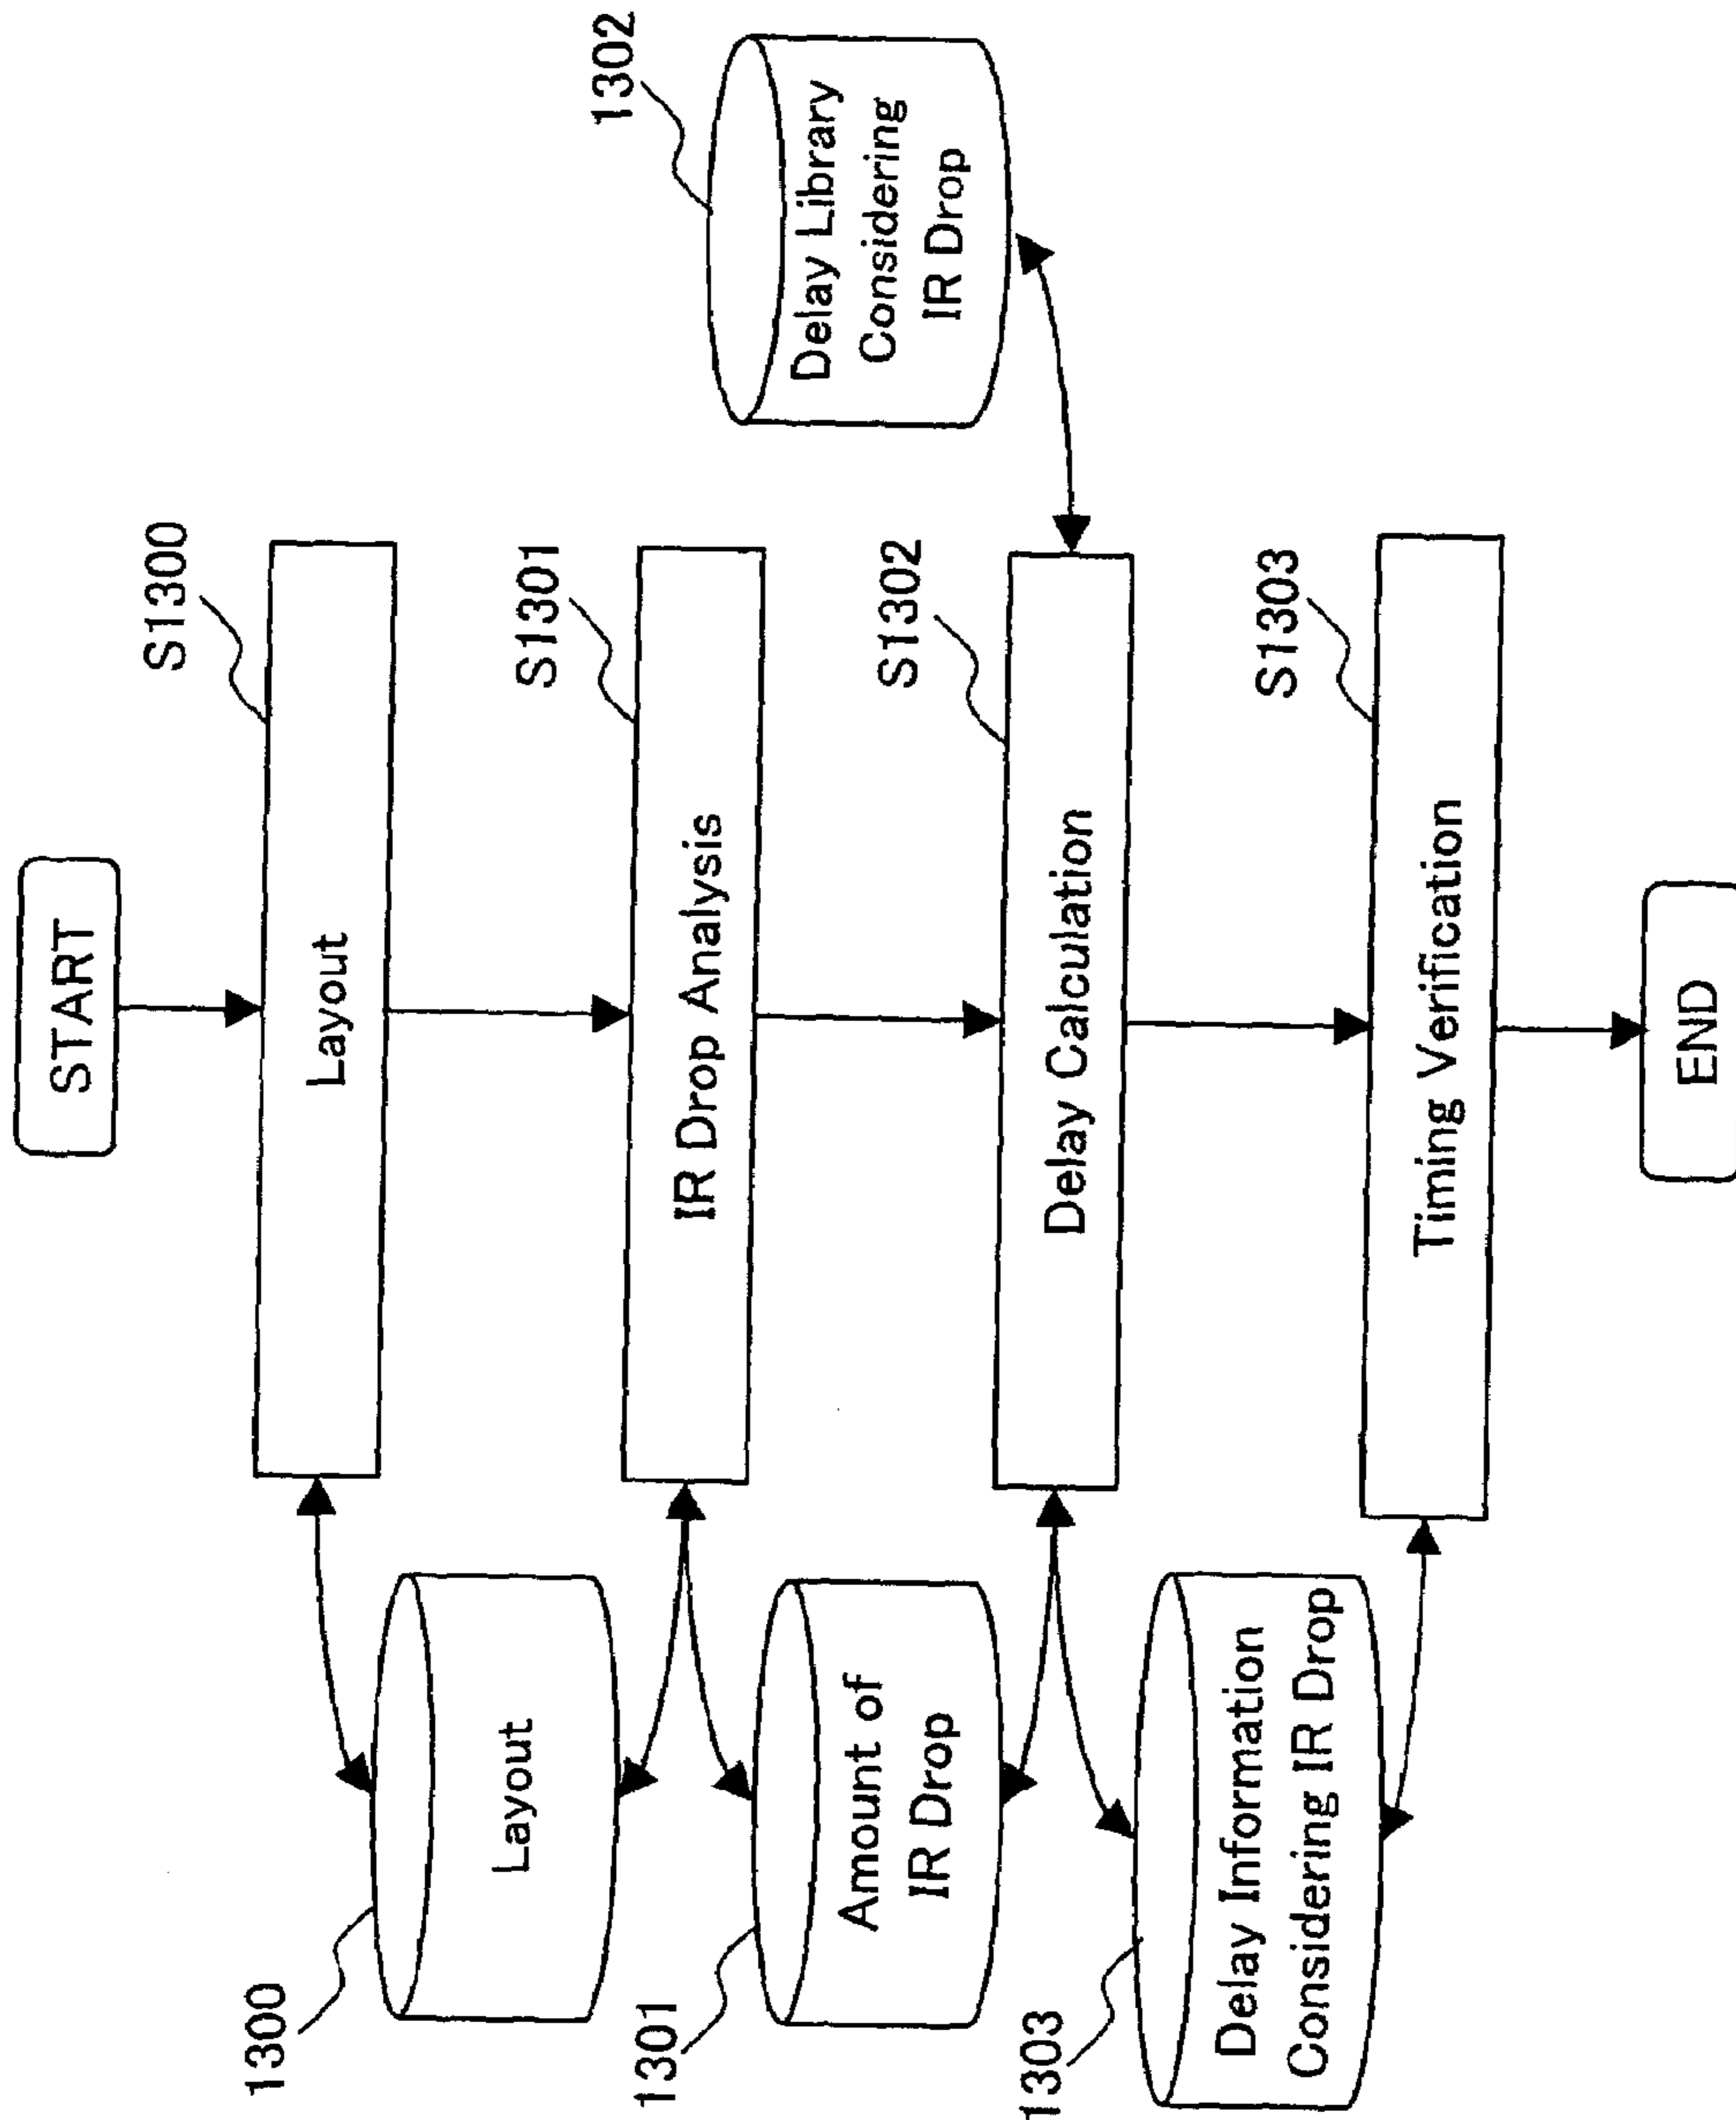 START
S1300
Layout
1300
Layout
S1301
IR Drop Analysis
1301
Amount of
IR Drop
1302
Delay Library
Considering
IR Drop
S1302
Delay Calculation
1303
Delay Information
Considering IR Drop
S1303
Timing Verification
END